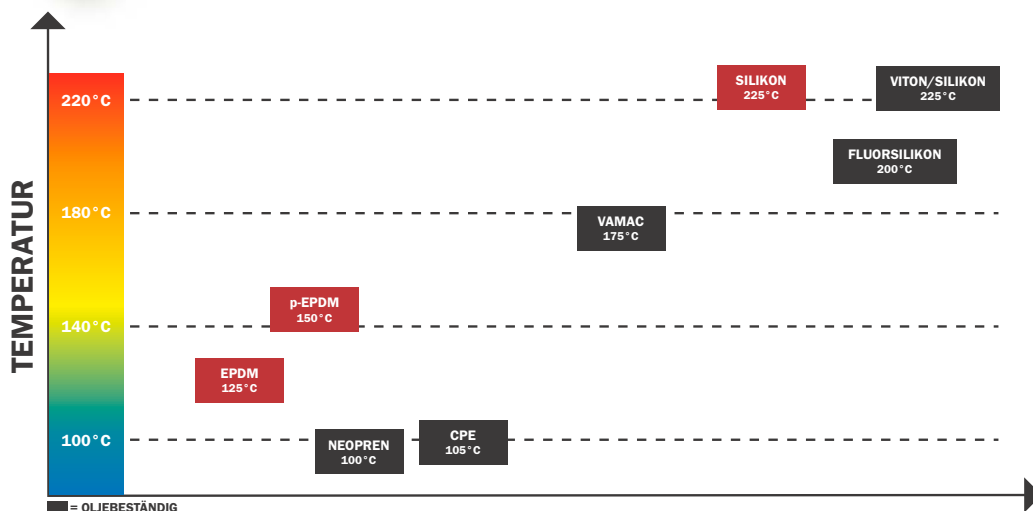 TEMPERATUR
220°C
180°C
140°C
100°C
SILIKON
225°C
VITON/SILIKON
225°C
FLUORSILIKON
200°C
VAMAC
175°C
p-EPDM
150°C
EPDM
125°C
NEOPREN
100°C
CPE
105°C
= OLJEBESTÄNDIG